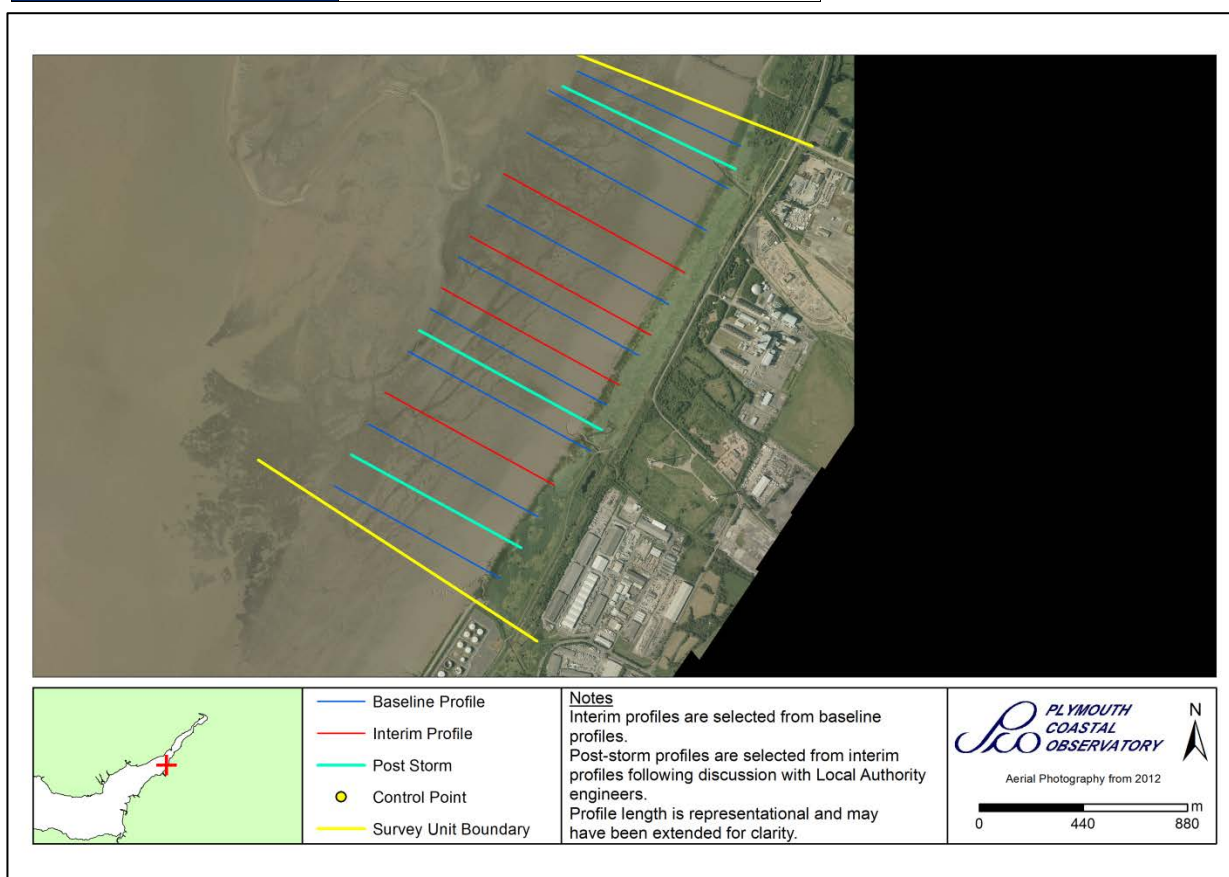 Baseline Profile
Interim Profile
Post Storm
Control Point
Survey Unit Boundary
Notes
Interim profiles are selected from baseline
profiles.
Post-storm profiles are selected from interim
profiles following discussion with Local Authority
engineers.
Profile length is representational and may
have been extended for clarity.
PLYMOUTH
COASTAL
OBSERVATORY
N
Aerial Photography from 2012
m
0 440 880